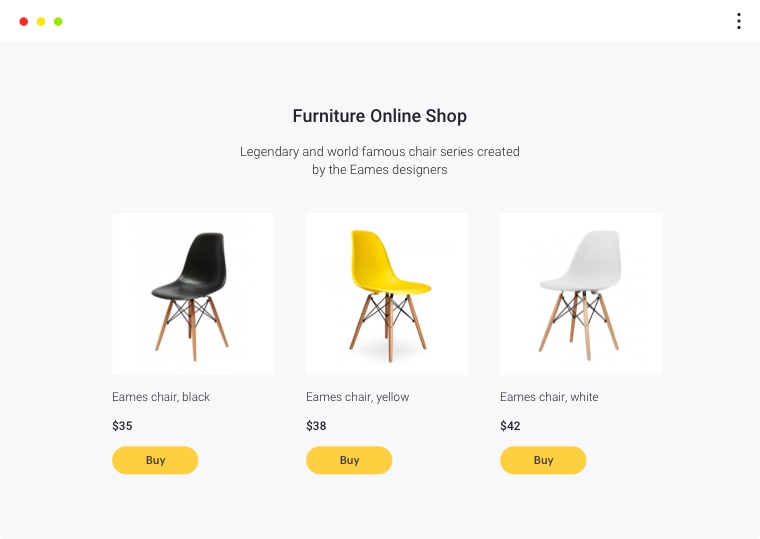 Furniture Online Shop
Legendary and world famous chair series created
by the Eames designers
Eames chair, black
$35
Buy
Eames chair, yellow
$38
Buy
Eames chair, white
$42
Buy